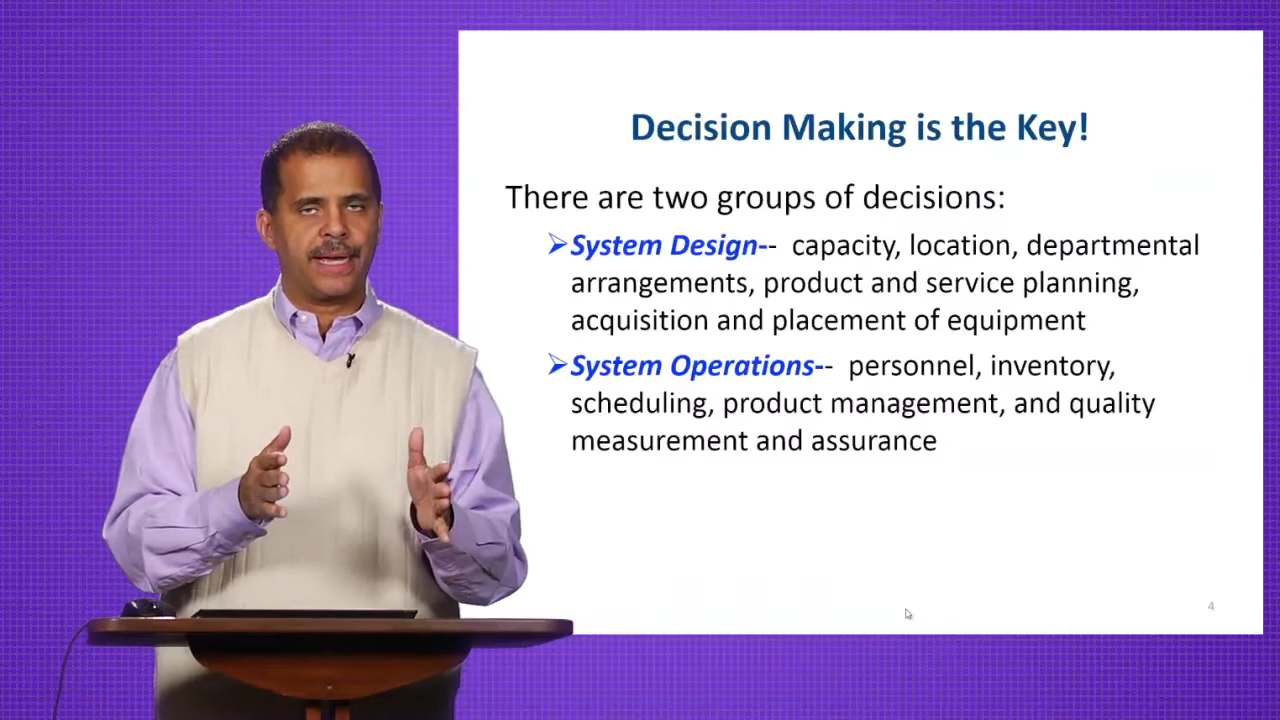 Decision Making is the Key!
There are two groups of decisions:
➢System Design-- capacity, location, departmental
arrangements, product and service planning,
acquisition and placement of equipment
➢System Operations-- personnel, inventory,
scheduling, product management, and quality
measurement and assurance
4